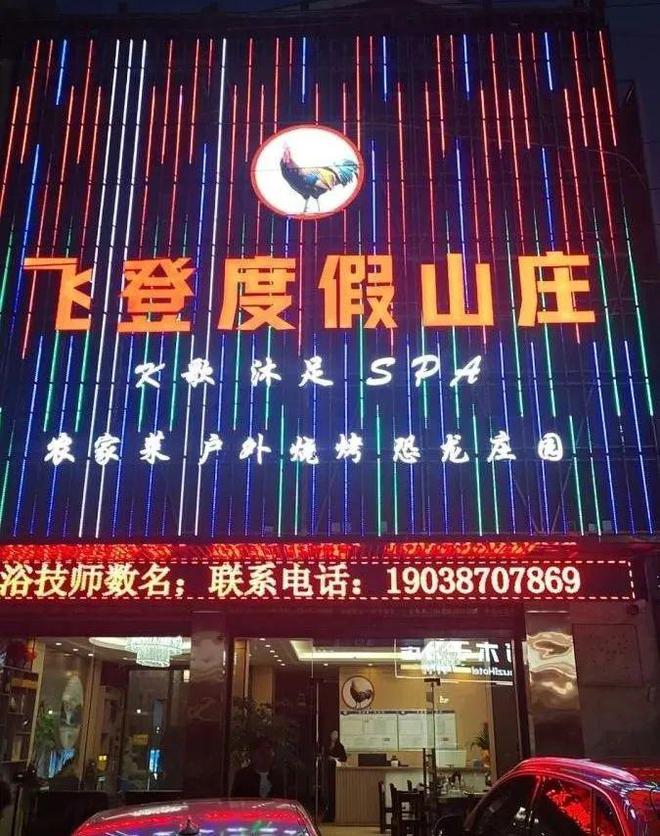 飞登度假山庄
K歌 沐足 SPA
农家菜 户外烧烤 恐龙庄园
浴技师数名；联系电话：19038707869